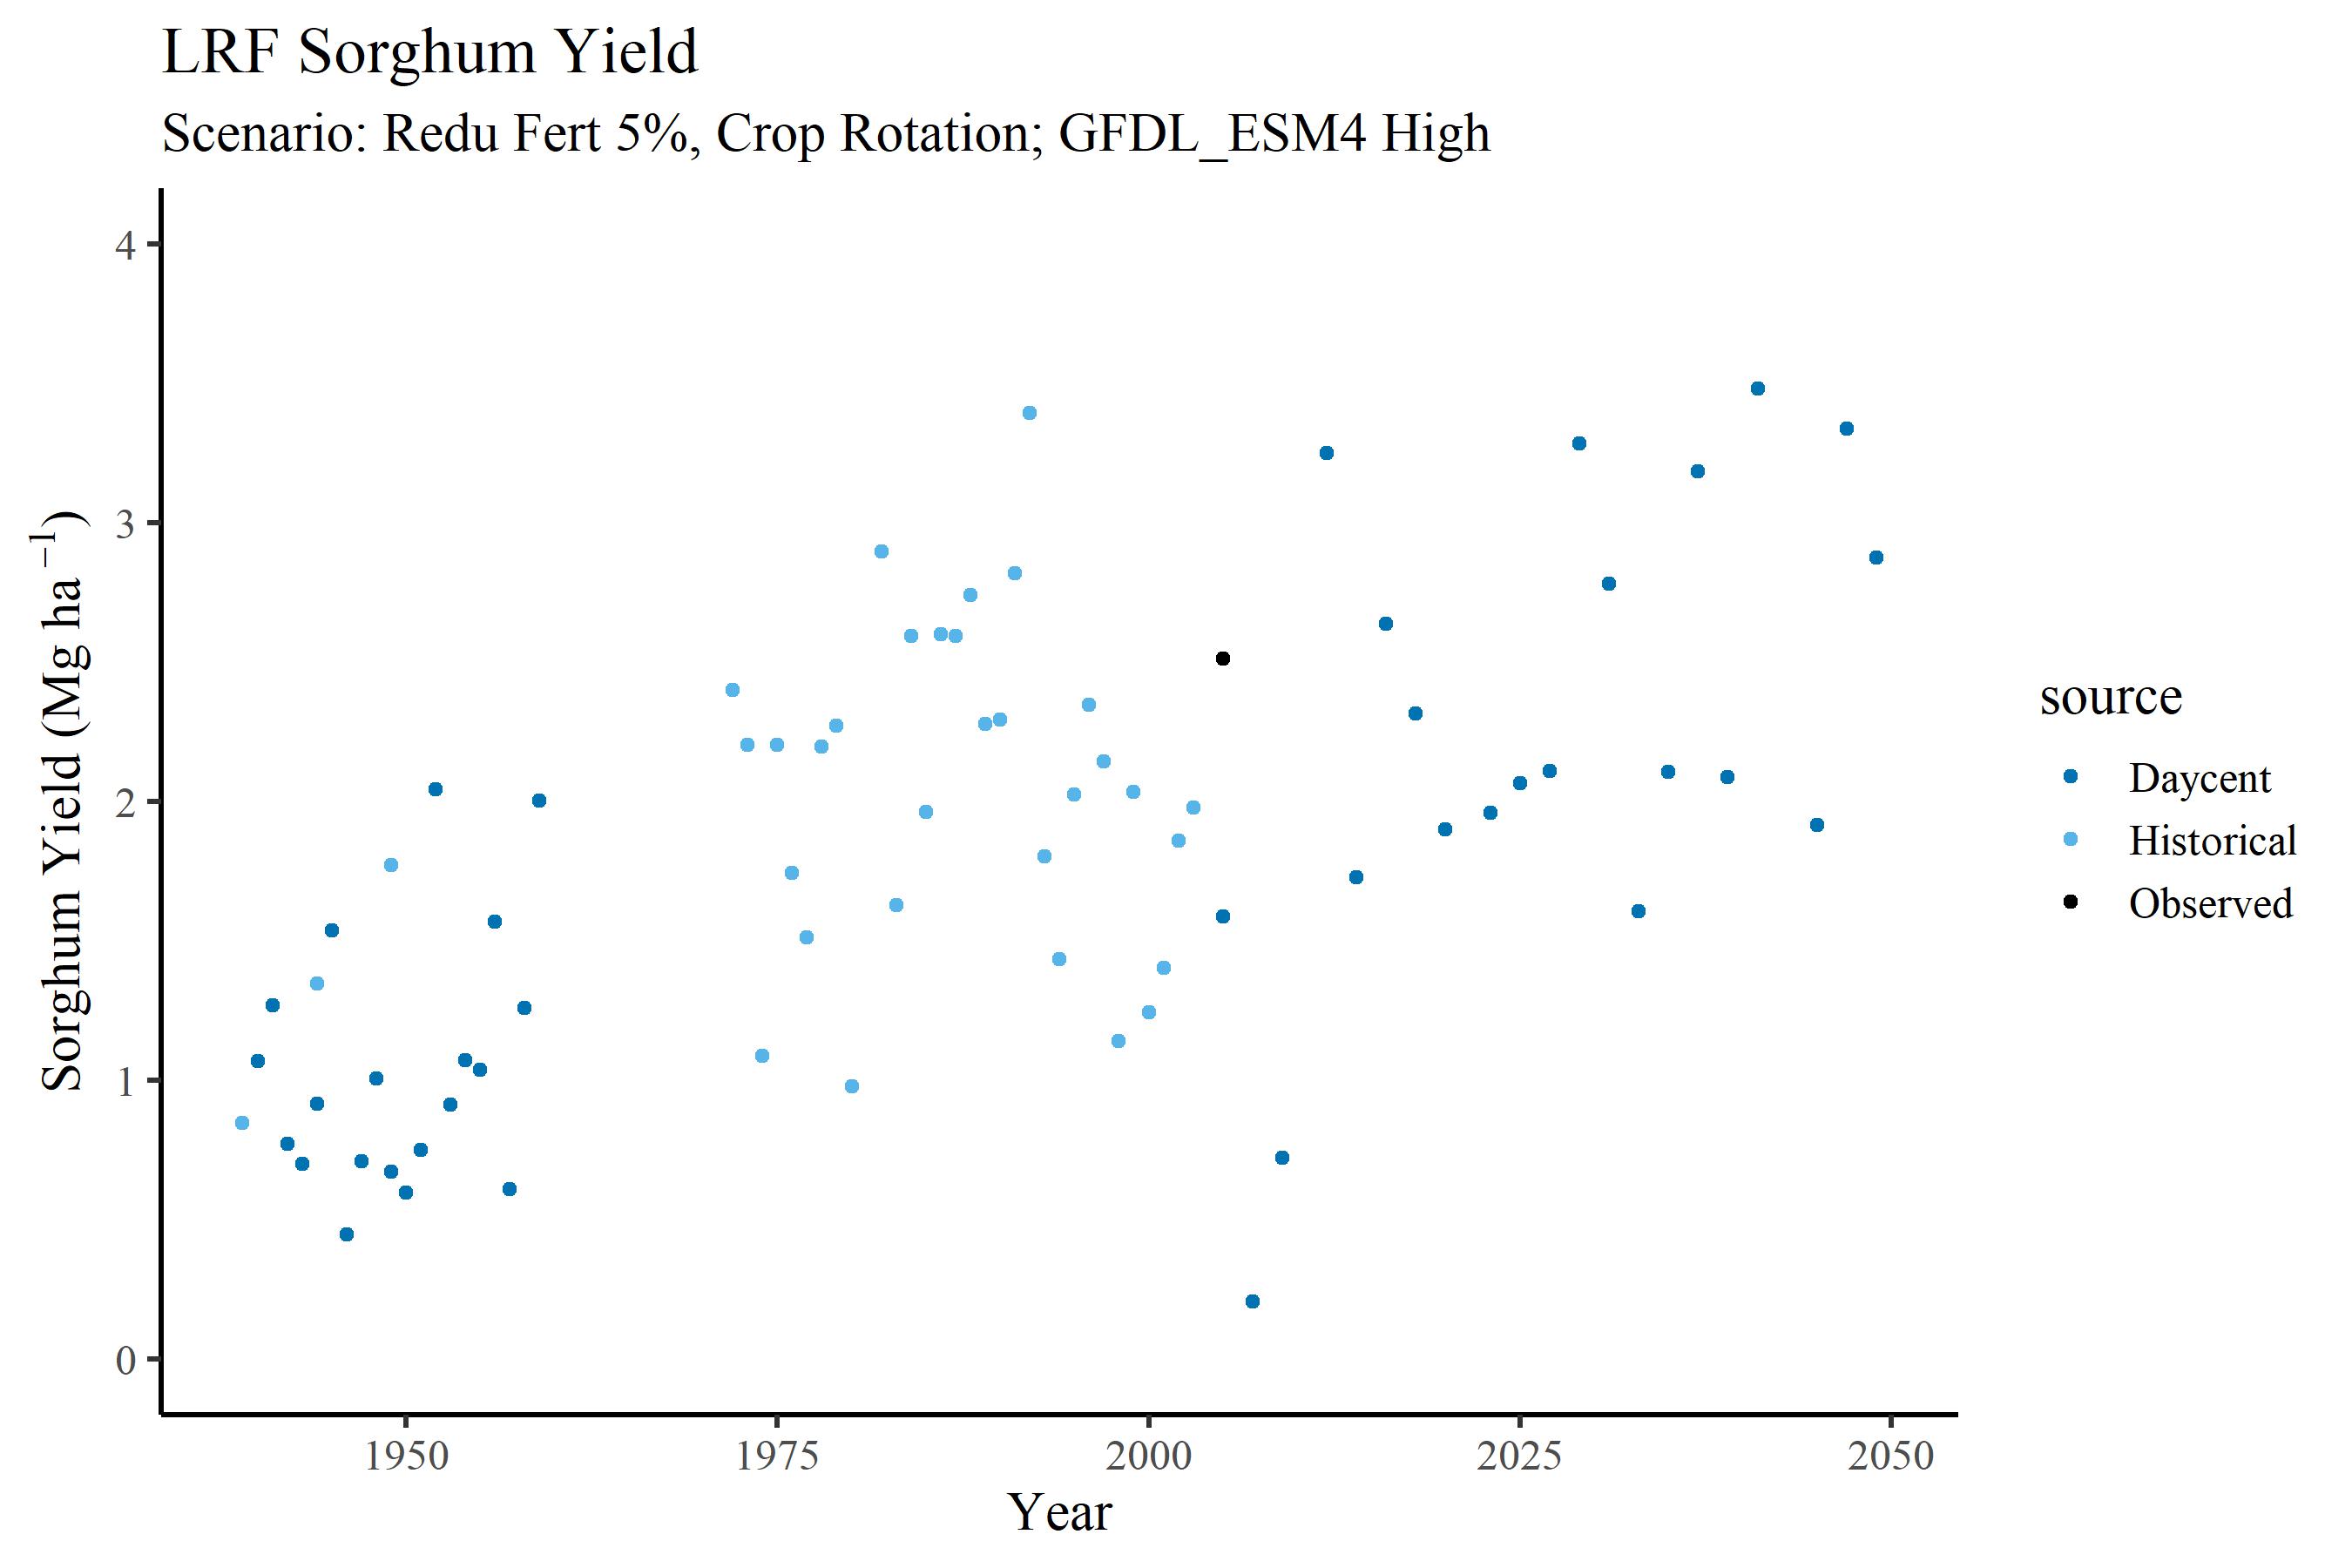 LRF Sorghum Yield
Scenario: Redu Fert 5%, Crop Rotation; GFDL_ESM4 High
Sorghum Yield (Mg ha⁻¹)
4
3
2
1
0
1950 1975 2000 2025 2050
Year
source
Daycent
Historical
Observed